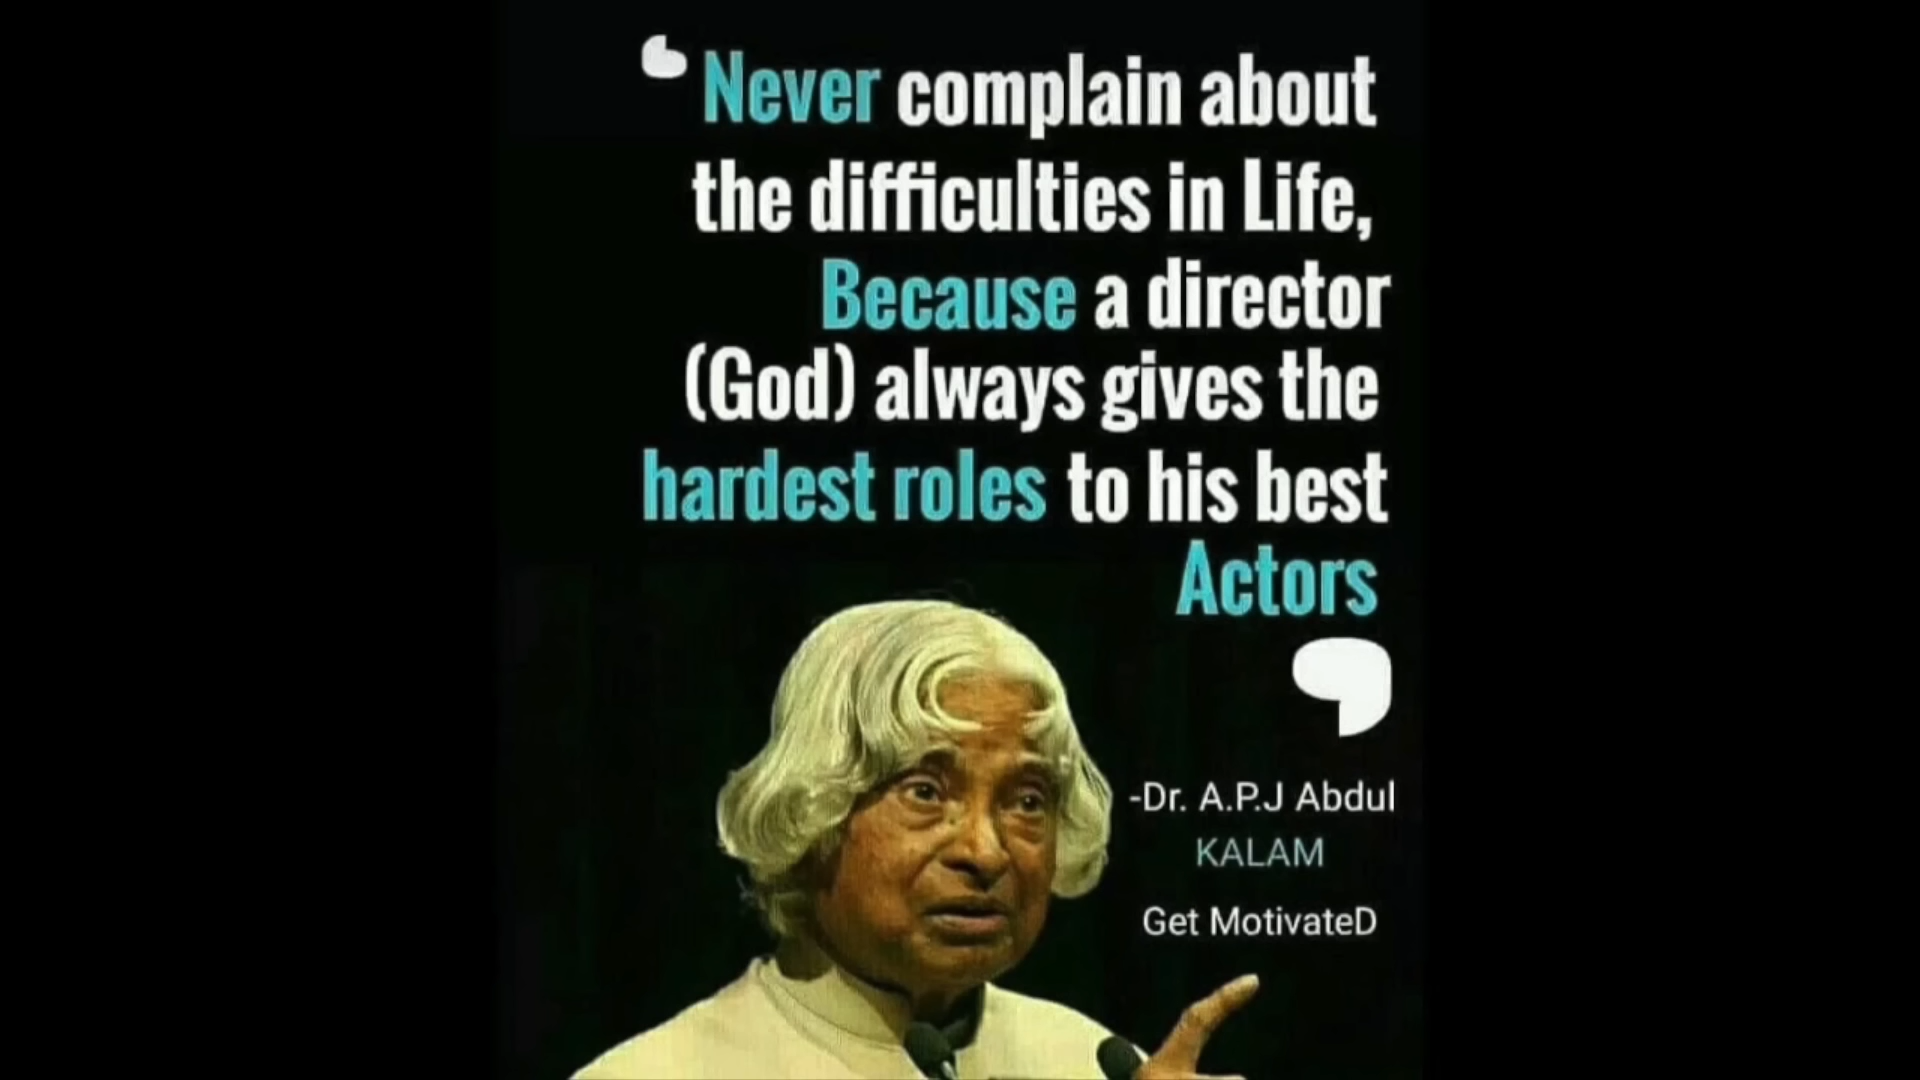 Never complain about
the difficulties in Life,
Because a director
(God) always gives the
hardest roles to his best
Actors
-Dr. A.P.J Abdul
KALAM
Get MotivateD